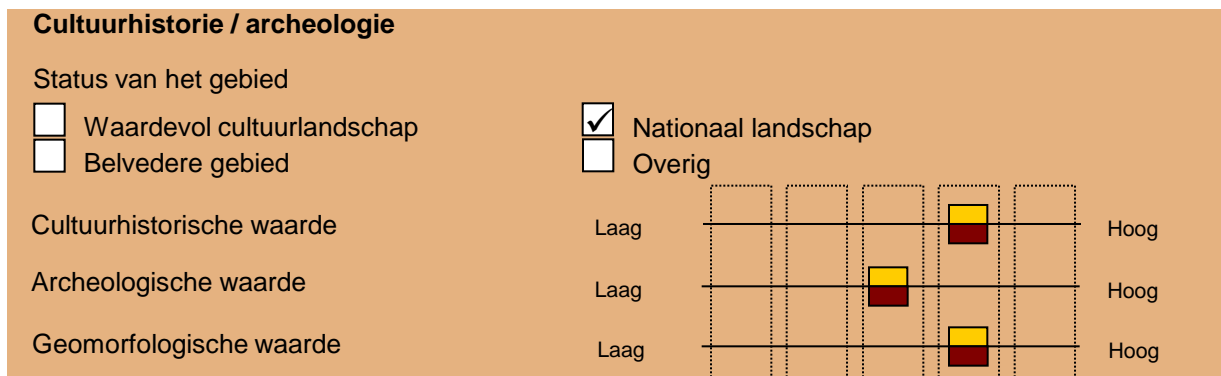 Cultuurhistorie / archeologie
Status van het gebied
Waardevol cultuurlandschap
✓ Nationaal landschap
Belvedere gebied
Overig
Cultuurhistorische waarde Laag Hoog
Archeologische waarde Laag Hoog
Geomorfologische waarde Laag Hoog